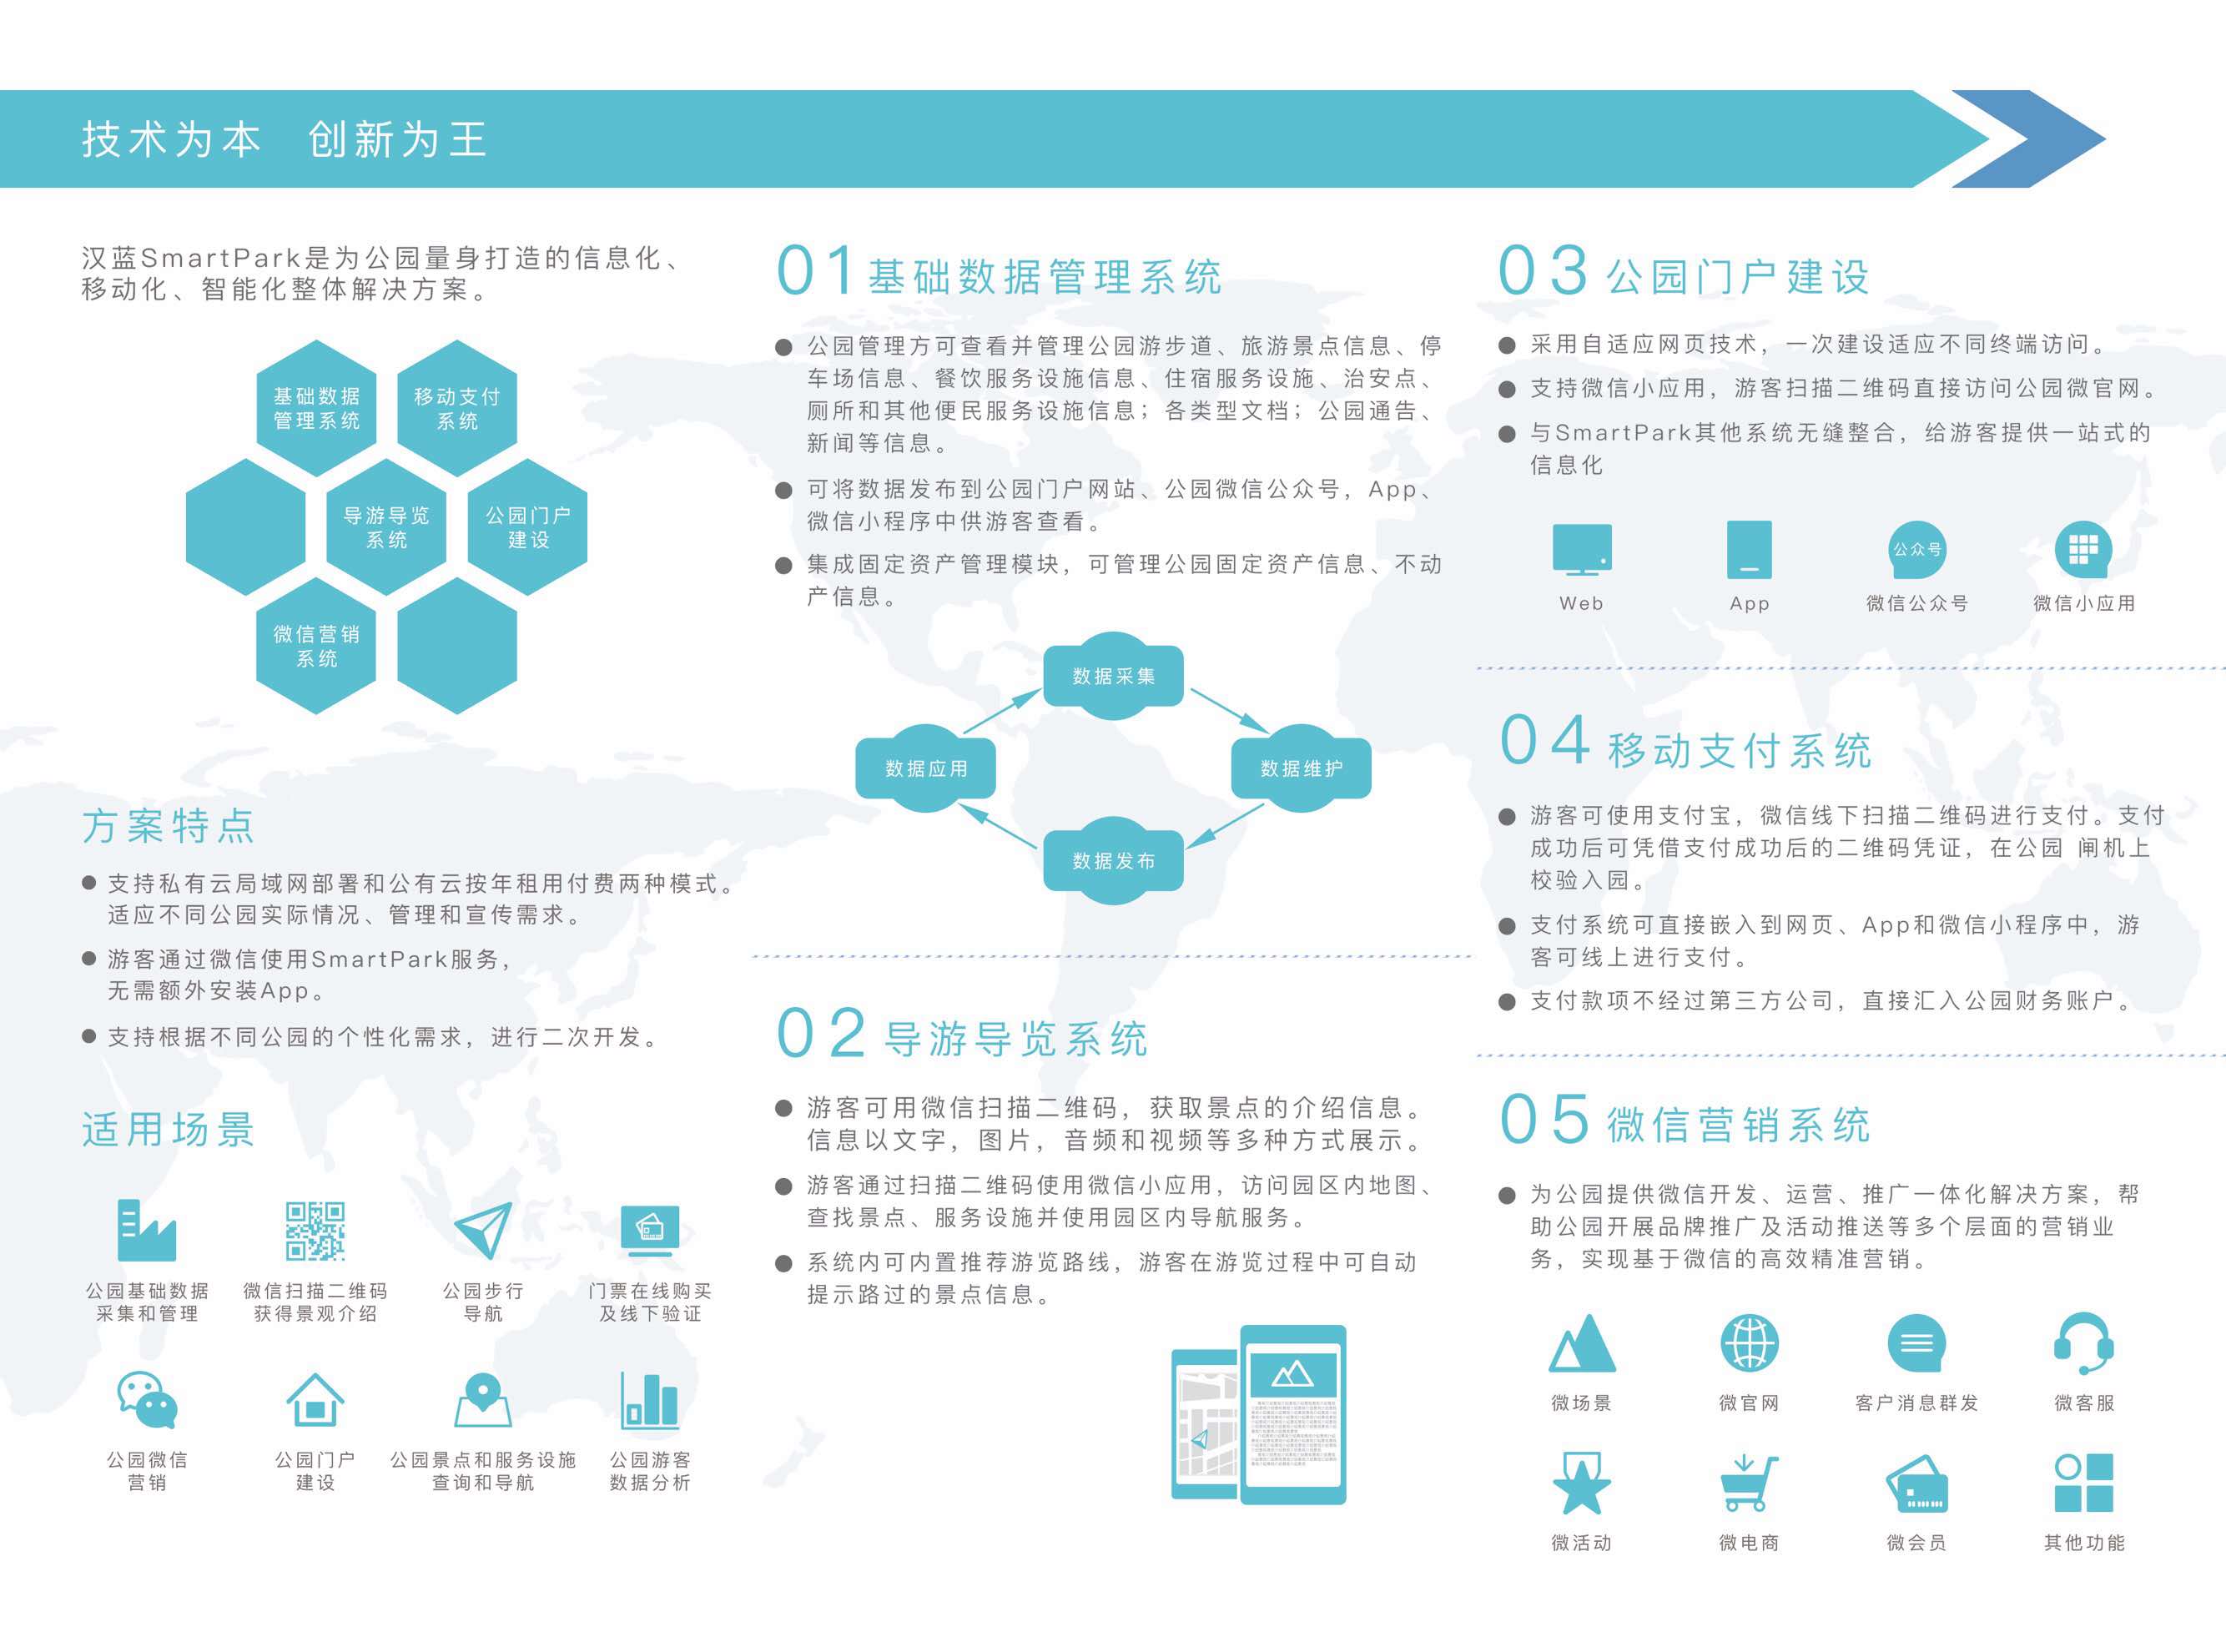 技术为本 创新为王
汉蓝SmartPark是为公园量身打造的信息化、
移动化、智能化整体解决方案。
基础数据
管理系统
移动支付
系统
导游导览
系统
公园门户
建设
微信营销
系统
方案特点
支持私有云局域网部署和公有云按年租用付费两种模式。
适应不同公园实际情况、管理和宣传需求。
游客通过微信使用SmartPark服务，
无需额外安装App。
支持根据不同公园的个性化需求，进行二次开发。
适用场景
公园基础数据
采集和管理
微信扫描二维码
获得景观介绍
公园步行
导航
门票在线购买
及线下验证
公园微信
营销
公园门户
建设
公园景点和服务设施
查询和导航
公园游客
数据分析
01基础数据管理系统
公园管理方可查看并管理公园游步道、旅游景点信息、停
车场信息、餐饮服务设施信息、住宿服务设施、治安点、
厕所和其他便民服务设施信息；各类型文档；公园通告、
新闻等信息。
可将数据发布到公园门户网站、公园微信公众号，App、
微信小程序中供游客查看。
集成固定资产管理模块，可管理公园固定资产信息、不动
产信息。
数据采集
数据应用
数据维护
数据发布
02 导游导览系统
游客可用微信扫描二维码，获取景点的介绍信息。
信息以文字，图片，音频和视频等多种方式展示。
游客通过扫描二维码使用微信小应用，访问园区内地图、
查找景点、服务设施并使用园区内导航服务。
系统内可内置推荐游览路线，游客在游览过程中可自动
提示路过的景点信息。
03 公园门户建设
采用自适应网页技术，一次建设适应不同终端访问。
支持微信小应用，游客扫描二维码直接访问公园微官网。
与SmartPark其他系统无缝整合，给游客提供一站式的
信息化
公众号
Web
App
微信公众号
微信小应用
04 移动支付系统
游客可使用支付宝，微信线下扫描二维码进行支付。支付
成功后可凭借支付成功后的二维码凭证，在公园 闸机上
校验入园。
支付系统可直接嵌入到网页、App和微信小程序中，游
客可线上进行支付。
支付款项不经过第三方公司，直接汇入公园财务账户。
05 微信营销系统
为公园提供微信开发、运营、推广一体化解决方案，帮
助公园开展品牌推广及活动推送等多个层面的营销业
务，实现基于微信的高效精准营销。
微场景
微官网
客户消息群发
微客服
微活动
微电商
微会员
其他功能